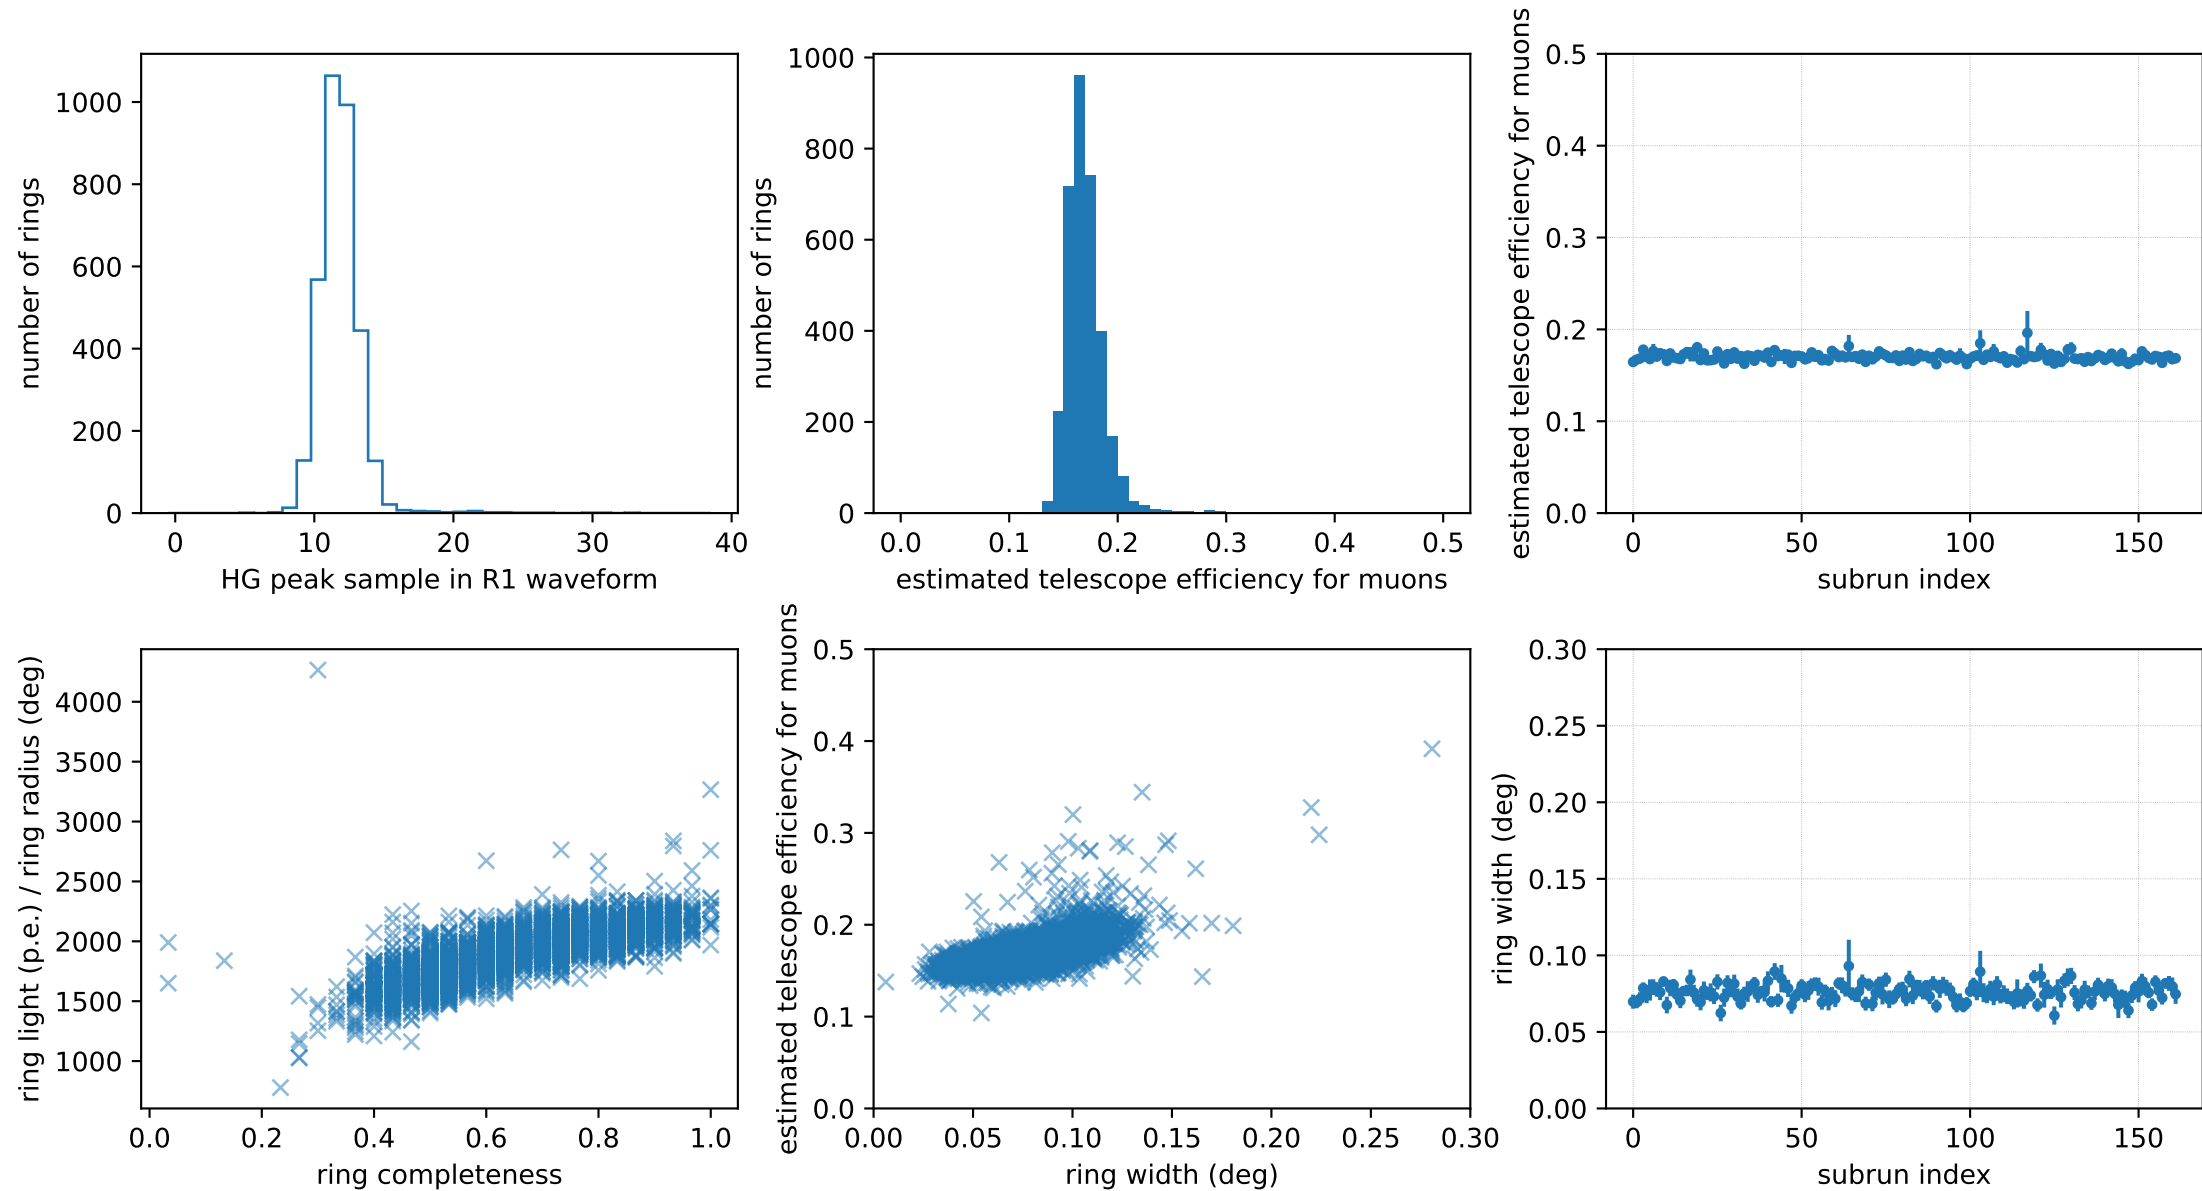 number of rings
1000
800
600
400
200
0
0 10 20 30 40
HG peak sample in R1 waveform
number of rings
1000
800
600
400
200
0
0.0 0.1 0.2 0.3 0.4 0.5
estimated telescope efficiency for muons
estimated telescope efficiency for muons
0.5
0.4
0.3
0.2
0.1
0.0
0 50 100 150
subrun index
ring light (p.e.) / ring radius (deg)
4000
3500
3000
2500
2000
1500
1000
0.0 0.2 0.4 0.6 0.8 1.0
ring completeness
estimated telescope efficiency for muons
0.5
0.4
0.3
0.2
0.1
0.0
0.00 0.05 0.10 0.15 0.20 0.25 0.30
ring width (deg)
ring width (deg)
0.30
0.25
0.20
0.15
0.10
0.05
0.00
0 50 100 150
subrun index